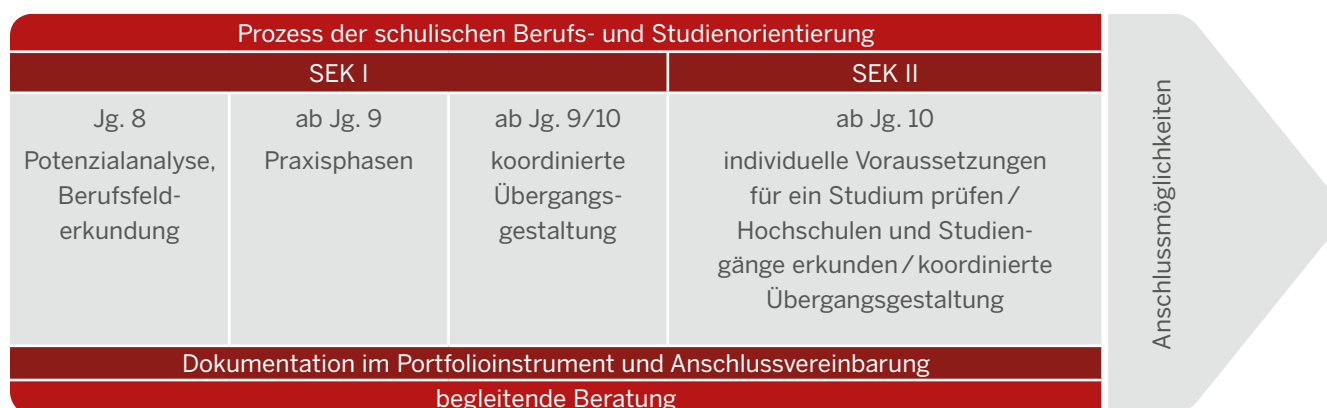 Prozess der schulischen Berufs- und Studienorientierung
SEK I
SEK II
Jg. 8
Potenzialanalyse,
Berufsfeld-
erkundung
ab Jg. 9
Praxisphasen
ab Jg. 9/10
koordinierte
Übergangs-
gestaltung
ab Jg. 10
individuelle Voraussetzungen
für ein Studium prüfen /
Hochschulen und Studien-
gänge erkunden / koordinierte
Übergangsgestaltung
Anschlussmöglichkeiten
Dokumentation im Portfolioinstrument und Anschlussvereinbarung
begleitende Beratung